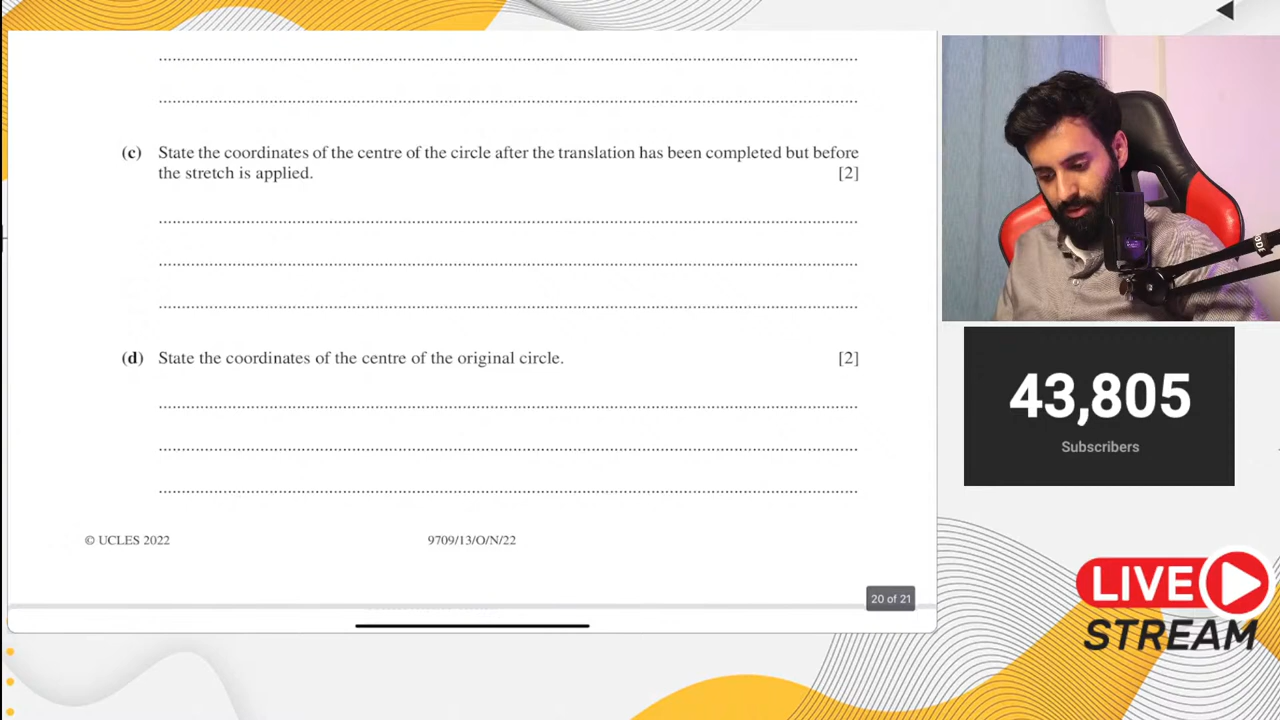 (c) State the coordinates of the centre of the circle after the translation has been completed but before
the stretch is applied. [2]
(d) State the coordinates of the centre of the original circle. [2]
© UCLES 2022
9709/13/O/N/22
20 of 21
43,805
Subscribers
LIVE
STREAM